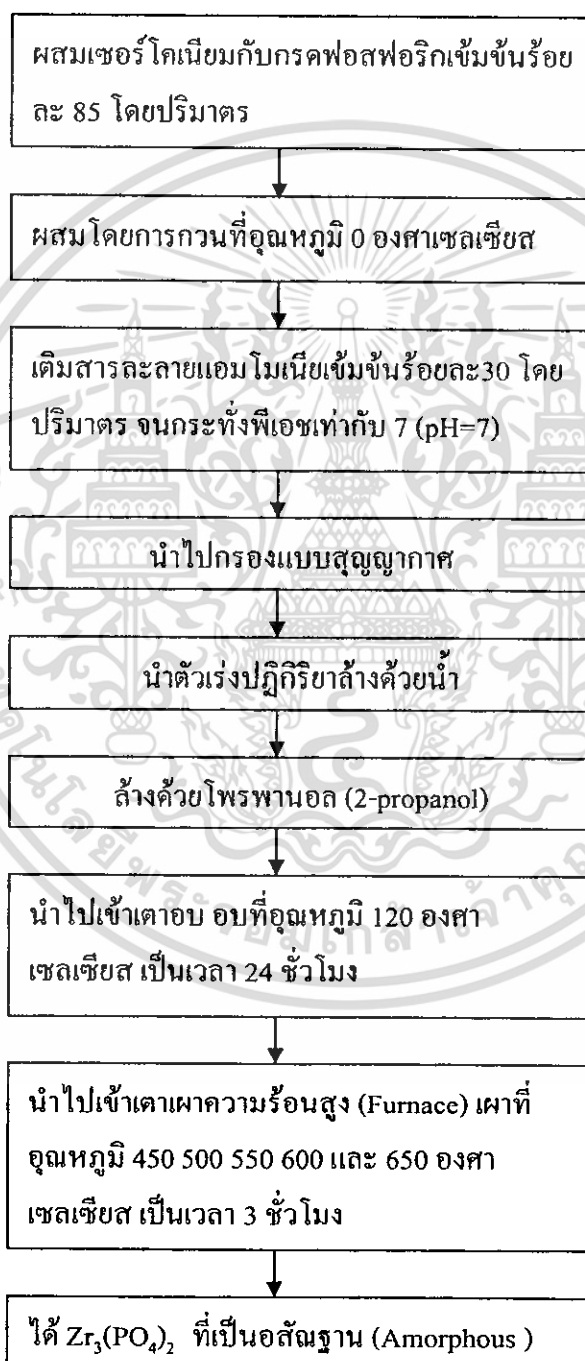 ผสมเซอร์โคเนียมกับกรดฟอสฟอริกเข้มข้นร้อย
ละ 85 โดยปริมาตร
ผสมโดยการกวนที่อุณหภูมิ 0 องศาเซลเซียส
เติมสารละลายแอมโมเนียเข้มข้นร้อยละ30 โดย
ปริมาตร จนกระทั่งพีเอชเท่ากับ 7 (pH=7)
นำไปกรองแบบสุญญากาศ
นำตัวเร่งปฏิกิริยาล้างด้วยน้ำ
ล้างด้วยโพรพานอล (2-propanol)
นำไปเข้าเตาอบ อบที่อุณหภูมิ 120 องศา
เซลเซียส เป็นเวลา 24 ชั่วโมง
นำไปเข้าเตาเผาความร้อนสูง (Furnace) เผาที่
อุณหภูมิ 450 500 550 600 และ 650 องศา
เซลเซียส เป็นเวลา 3 ชั่วโมง
ได้ Zr₃(PO₄)₂ ที่เป็นอสัณฐาน (Amorphous )